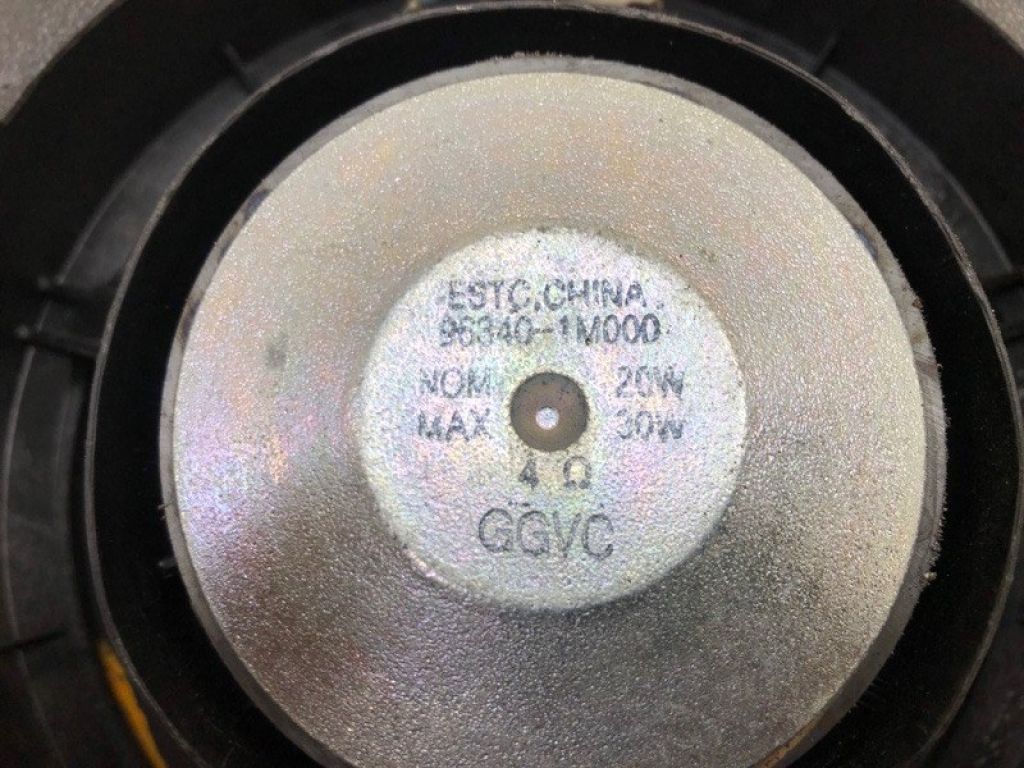 ESTC.CHINA.
96340-1M000
NOM 20W
MAX 30W
4 Ω
GGVC